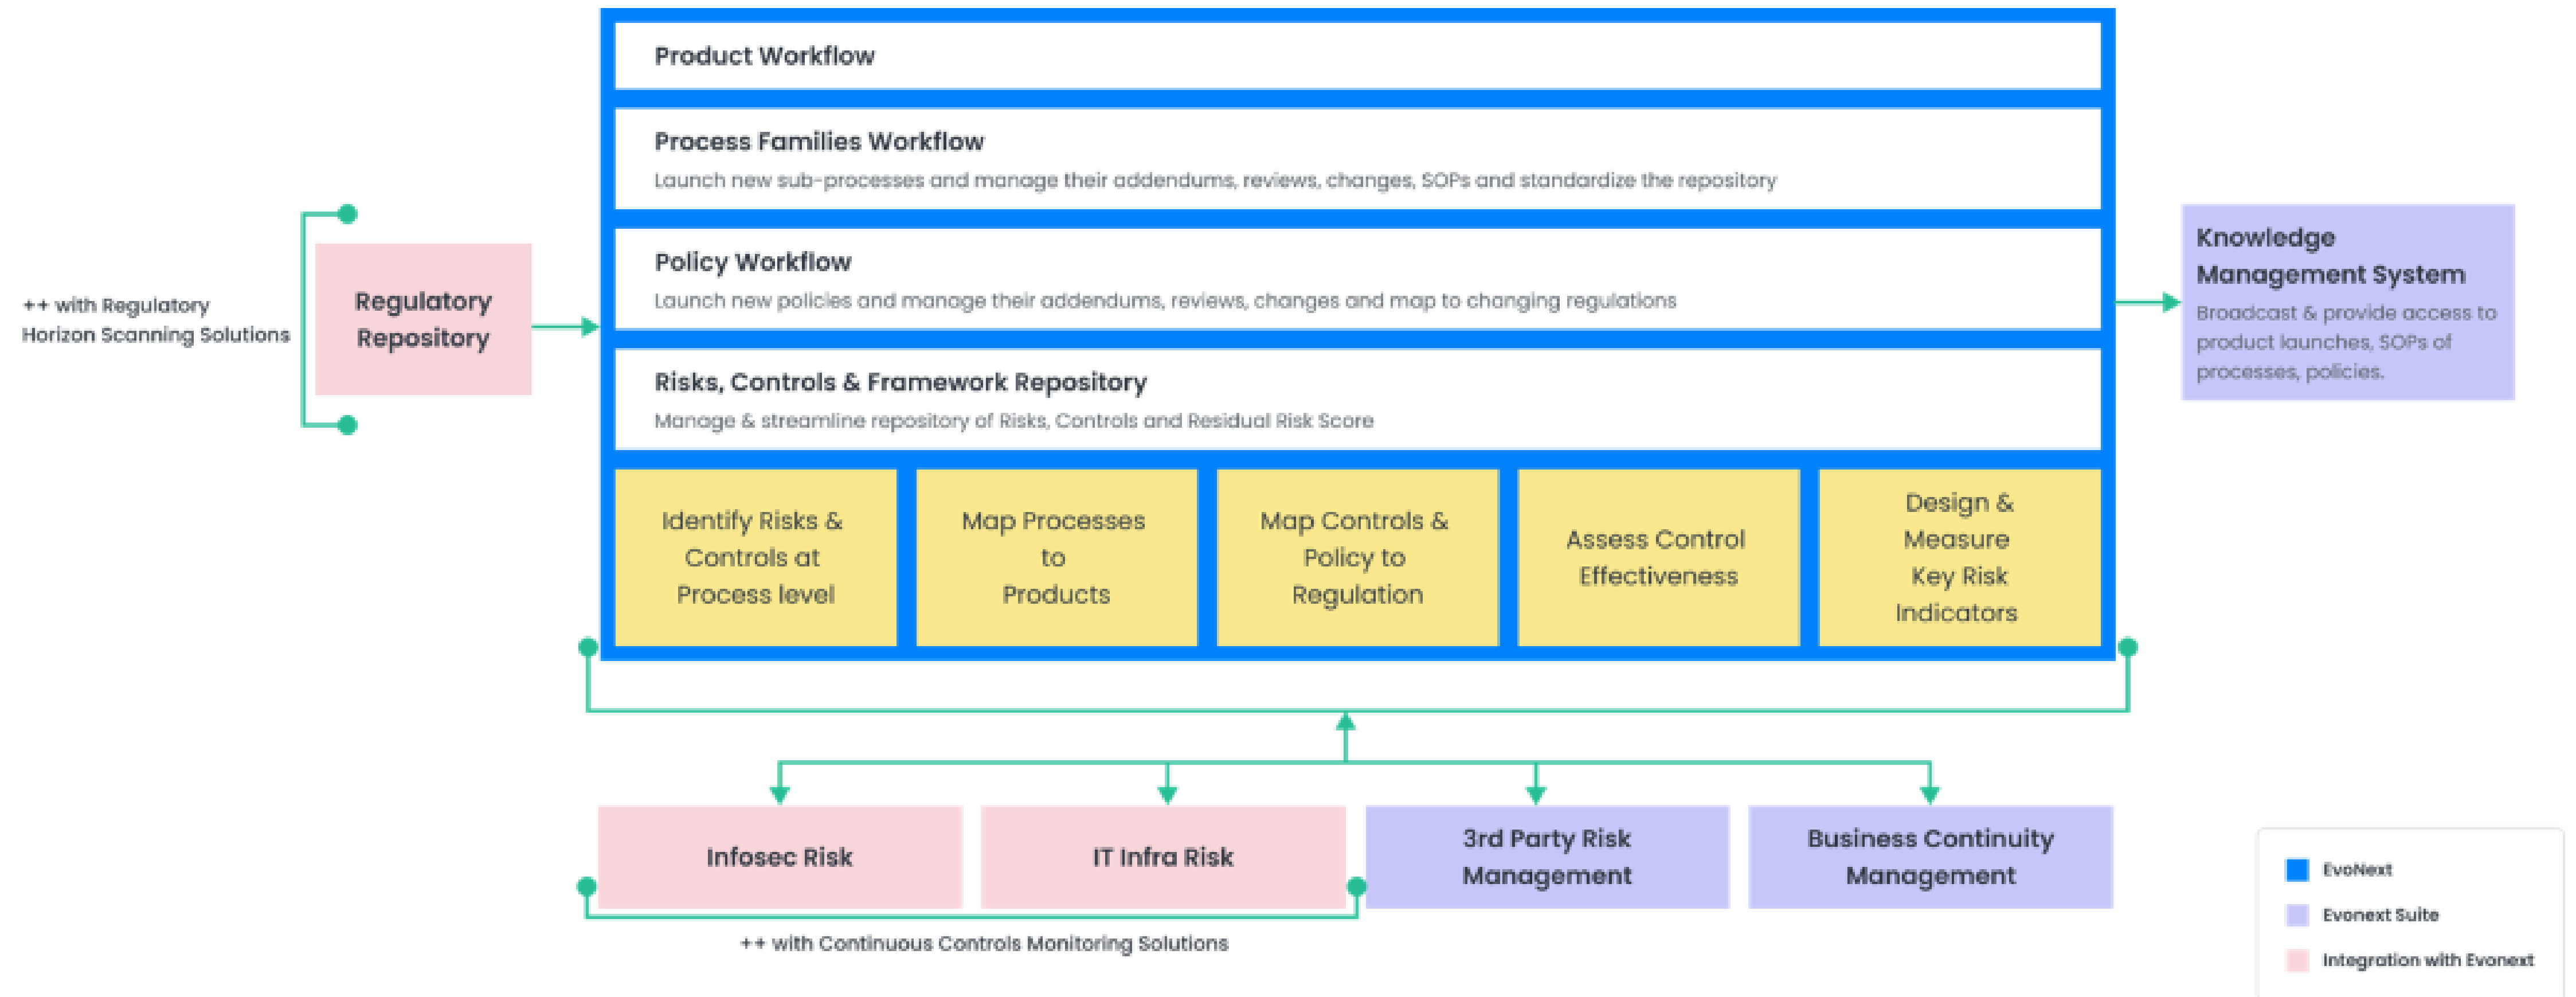 Product Workflow
Process Families Workflow
Launch new sub-processes and manage their addendums, reviews, changes, SOPs and standardize the repository
Policy Workflow
Launch new policies and manage their addendums, reviews, changes and map to changing regulations
Risks, Controls & Framework Repository
Manage & streamline repository of Risks, Controls and Residual Risk Score
++ with Regulatory
Horizon Scanning Solutions
Regulatory
Repository
Knowledge
Management System
Broadcast & provide access to
product launches, SOPs of
processes, policies.
Identify Risks &
Controls at
Process level
Map Processes
to
Products
Map Controls &
Policy to
Regulation
Assess Control
Effectiveness
Design &
Measure
Key Risk
Indicators
Infosec Risk
IT Infra Risk
3rd Party Risk
Management
Business Continuity
Management
++ with Continuous Controls Monitoring Solutions
EvoNext
Evonext Suite
Integration with Evonext